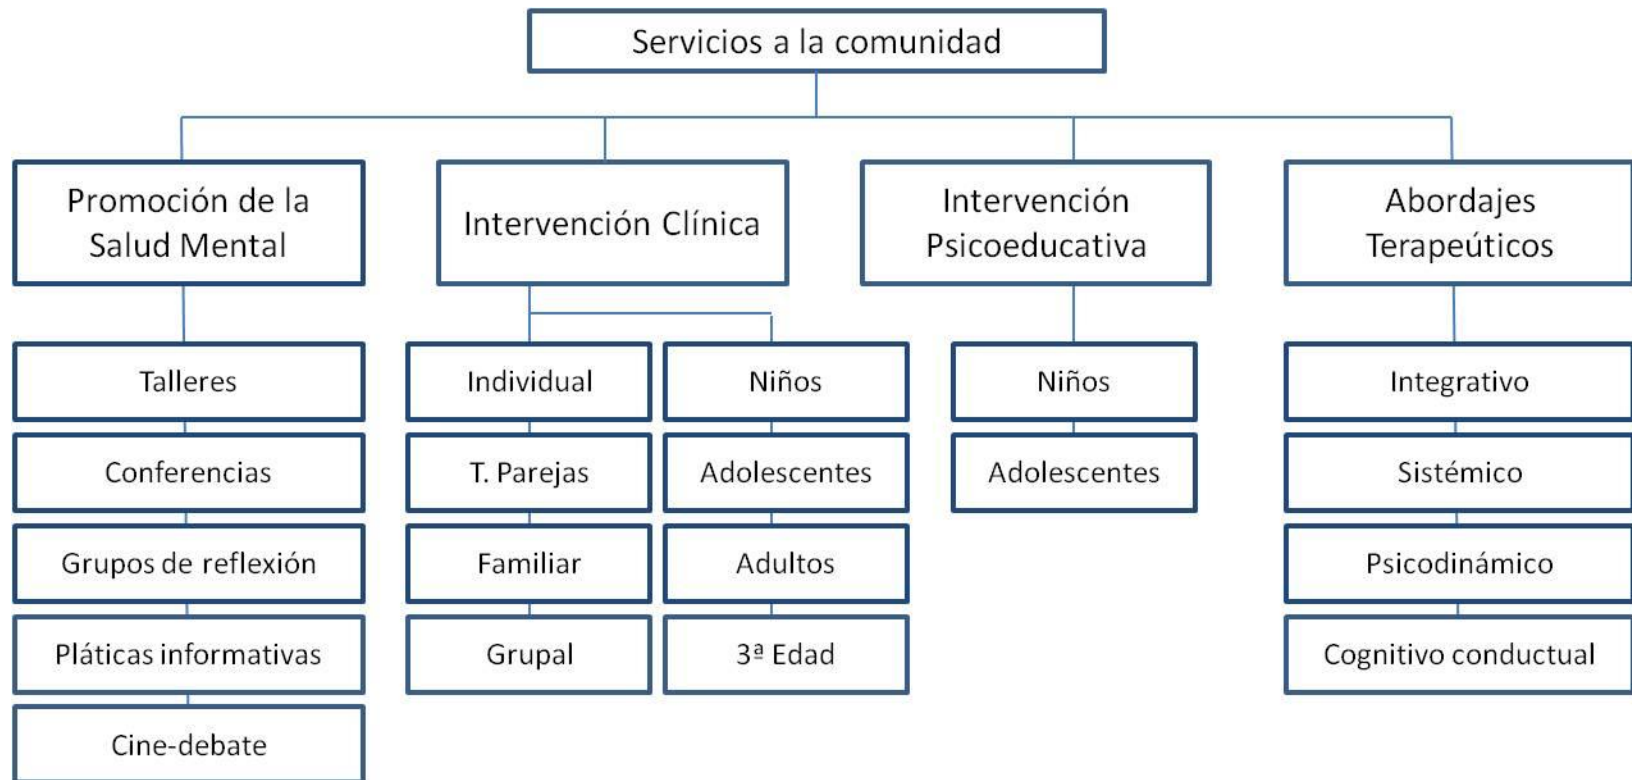 Servicios a la comunidad
Promoción de la
Salud Mental
Intervención Clínica
Intervención
Psicoeducativa
Abordajes
Terapeúticos
Talleres
Conferencias
Grupos de reflexión
Pláticas informativas
Cine-debate
Individual
T. Parejas
Familiar
Grupal
Niños
Adolescentes
Adultos
3ª Edad
Niños
Adolescentes
Integrativo
Sistémico
Psicodinámico
Cognitivo conductual